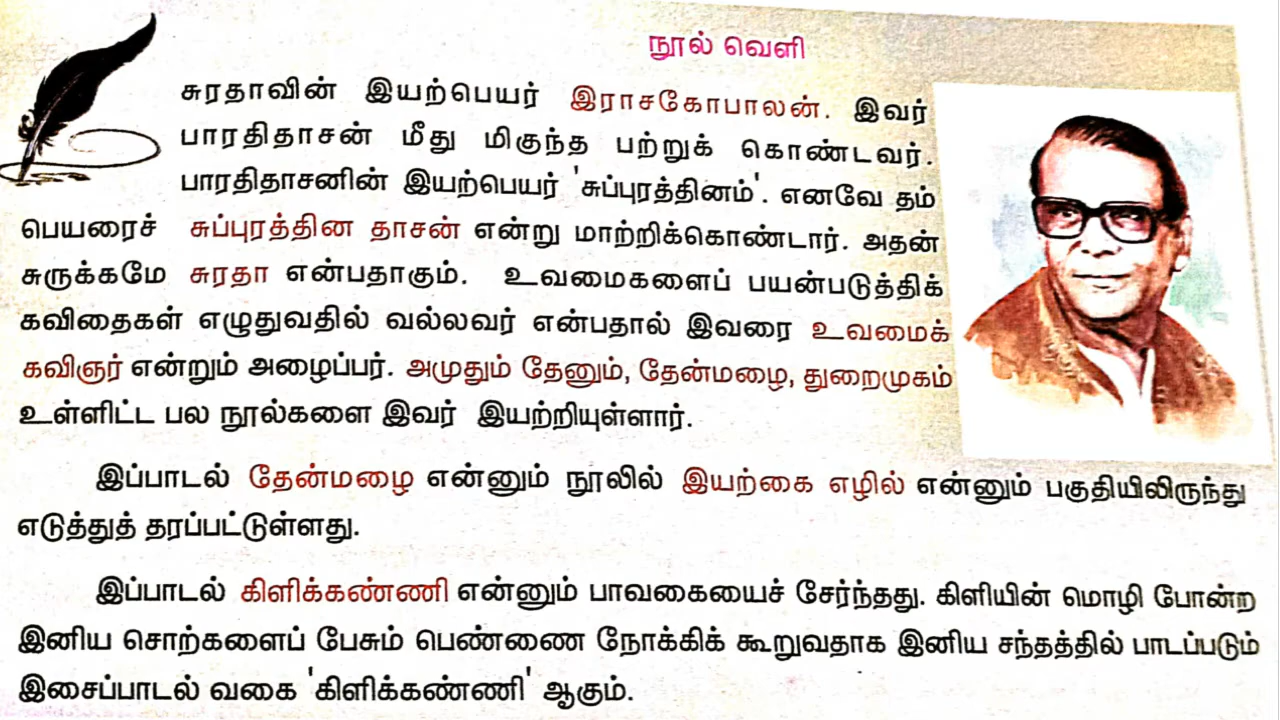 நூல் வெளி
சுரதாவின் இயற்பெயர் இராசகோபாலன். இவர்
பாரதிதாசன் மீது மிகுந்த பற்றுக் கொண்டவர்.
பாரதிதாசனின் இயற்பெயர் 'சுப்புரத்தினம்'. எனவே தம்
பெயரைச் சுப்புரத்தின தாசன் என்று மாற்றிக்கொண்டார். அதன்
சுருக்கமே சுரதா என்பதாகும். உவமைகளைப் பயன்படுத்திக்
கவிதைகள் எழுதுவதில் வல்லவர் என்பதால் இவரை உவமைக்
கவிஞர் என்றும் அழைப்பர். அமுதும் தேனும், தேன்மழை, துறைமுகம்
உள்ளிட்ட பல நூல்களை இவர் இயற்றியுள்ளார்.
இப்பாடல் தேன்மழை என்னும் நூலில் இயற்கை எழில் என்னும் பகுதியிலிருந்து
எடுத்துத் தரப்பட்டுள்ளது.
இப்பாடல் கிளிக்கண்ணி என்னும் பாவகையைச் சேர்ந்தது. கிளியின் மொழி போன்ற
இனிய சொற்களைப் பேசும் பெண்ணை நோக்கிக் கூறுவதாக இனிய சந்தத்தில் பாடப்படும்
இசைப்பாடல் வகை 'கிளிக்கண்ணி' ஆகும்.